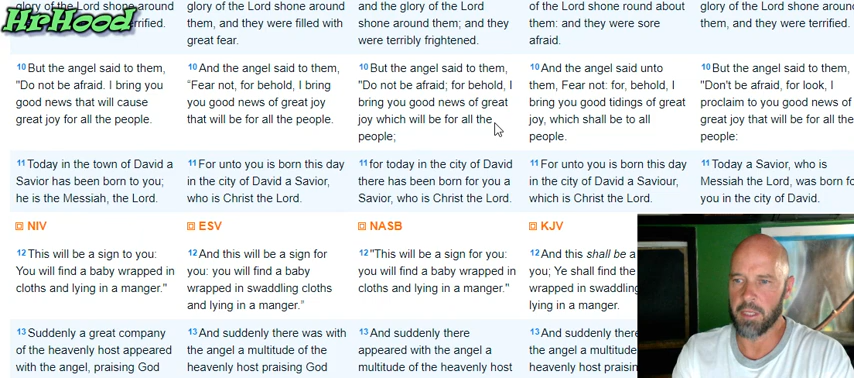 HrHood
glory of the Lord shone around
terrified.
glory of the Lord shone around
them, and they were filled with
great fear.
and the glory of the Lord
shone around them; and they
were terribly frightened.
of the Lord shone round about
them: and they were sore
afraid.
glory of the Lord shone around
them, and they were terrified.
10 But the angel said to them,
"Do not be afraid. I bring you
good news that will cause
great joy for all the people.
10 And the angel said to them,
“Fear not, for behold, I bring
you good news of great joy
that will be for all the people.
10 But the angel said to them,
"Do not be afraid; for behold, I
bring you good news of great
joy which will be for all the
people;
10 And the angel said unto
them, Fear not: for, behold, I
bring you good tidings of great
joy, which shall be to all
people.
10 But the angel said to them,
"Don't be afraid, for look, I
proclaim to you good news of
great joy that will be for all the
people:
11 Today in the town of David a
Savior has been born to you;
he is the Messiah, the Lord.
11 For unto you is born this day
in the city of David a Savior,
who is Christ the Lord.
11 for today in the city of David
there has been born for you a
Savior, who is Christ the Lord.
11 For unto you is born this day
in the city of David a Saviour,
which is Christ the Lord.
11 Today a Savior, who is
Messiah the Lord, was born for
you in the city of David.
NIV
ESV
NASB
KJV
12 This will be a sign to you:
You will find a baby wrapped in
cloths and lying in a manger."
12 And this will be a sign for
you: you will find a baby
wrapped in swaddling cloths
and lying in a manger.”
12 "This will be a sign for you:
you will find a baby wrapped in
cloths and lying in a manger."
12 And this shall be a
you; Ye shall find the
wrapped in swaddling
lying in a manger.
13 Suddenly a great company
of the heavenly host appeared
with the angel, praising God
13 And suddenly there was with
the angel a multitude of the
heavenly host praising God
13 And suddenly there
appeared with the angel a
multitude of the heavenly host
13 And suddenly there
the angel a multitude
heavenly host praisin